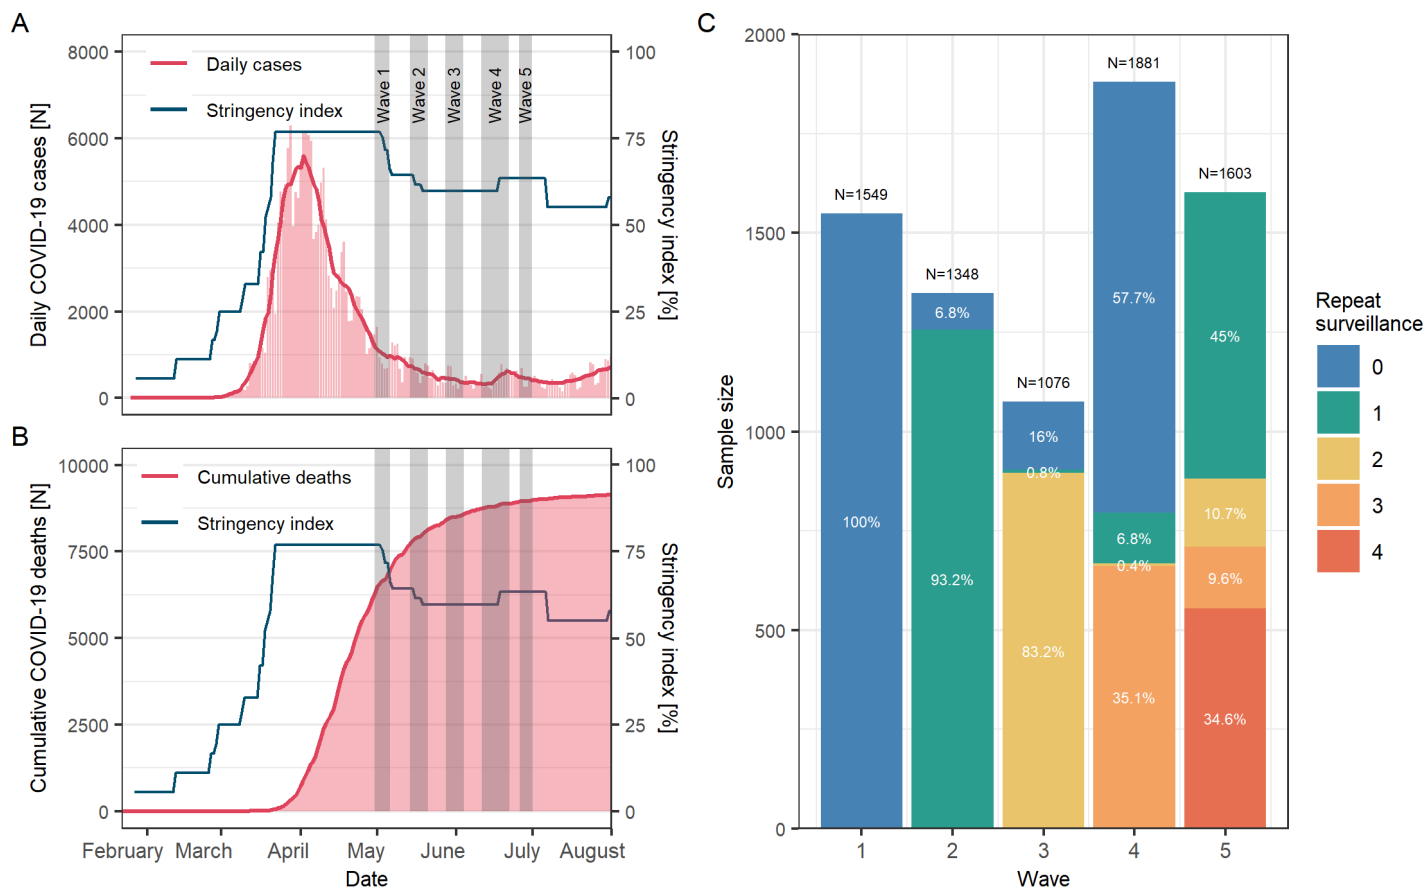 A
8000
6000
4000
2000
0
Daily COVID-19 cases [N]
Daily cases
Stringency index
Wave 1
Wave 2
Wave 3
Wave 4
Wave 5
100
75
50
25
0
Stringency index [%]
B
10000
7500
5000
2500
0
Cumulative COVID-19 deaths [N]
Cumulative deaths
Stringency index
100
75
50
25
0
Stringency index [%]
February March April May June July August
Date
C
2000
1500
1000
500
0
Sample size
N=1549
100%
N=1348
6.8%
93.2%
N=1076
16%
0.8%
83.2%
N=1881
57.7%
6.8%
0.4%
35.1%
N=1603
45%
10.7%
9.6%
34.6%
1 2 3 4 5
Wave
Repeat
surveillance
0
1
2
3
4